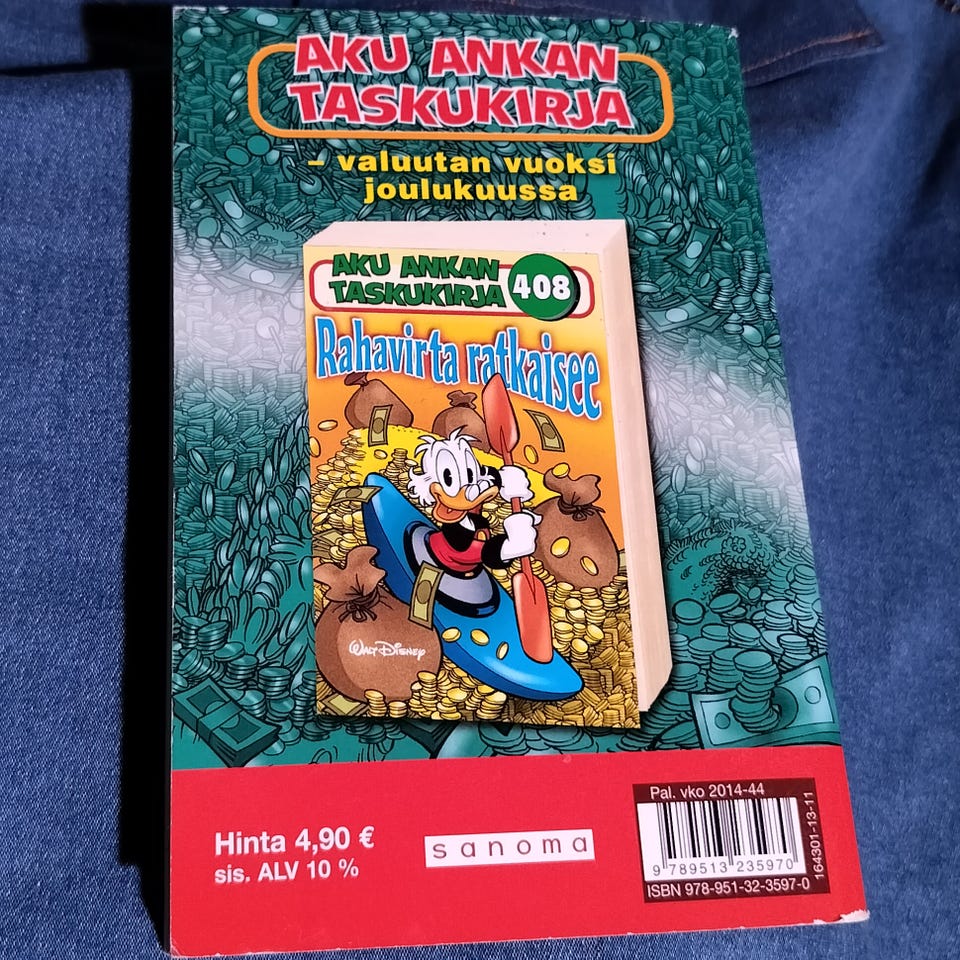 AKU ANKAN
TASKUKIRJA
– valuutan vuoksi
joulukuussa
AKU ANKAN
TASKUKIRJA 408
Rahavirta ratkaisee
WALT DISNEY
Hinta 4,90 €
sis. ALV 10 %
sanoma
Pal. vko 2014-44
9 789513 235970
ISBN 978-951-32-3597-0
164301-13-11